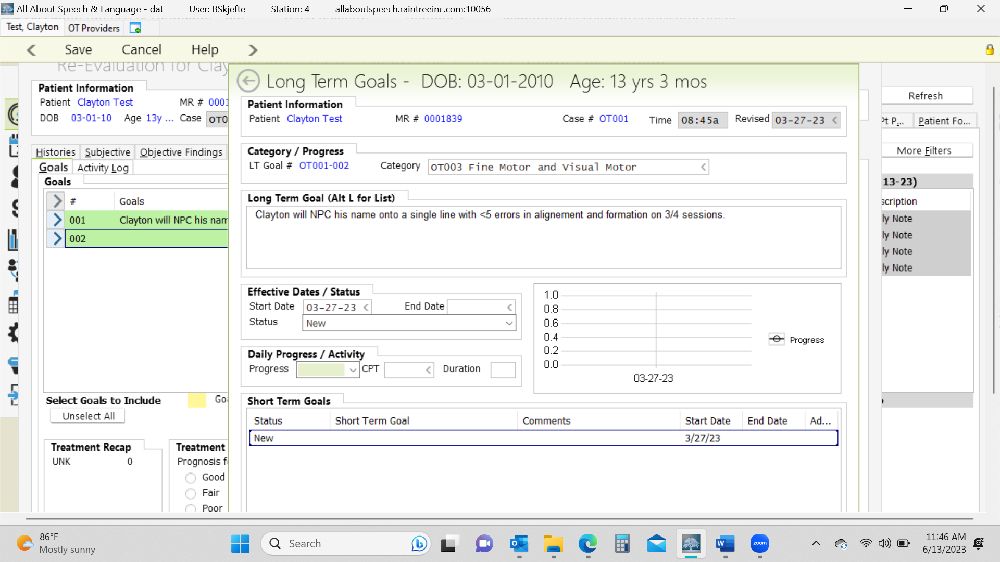 All About Speech & Language - dat User: BSkjefte Station: 4 allaboutspeech.raintreeinc.com:10056
Test, Clayton OT Providers
Save Cancel Help
Re-Evaluation for Clay
Long Term Goals - DOB: 03-01-2010 Age: 13 yrs 3 mos
Patient Information
Patient Clayton Test MR # 0001
DOB 03-01-10 Age 13y ... Case OT0
Patient Information
Patient Clayton Test MR # 0001839 Case # OT001 Time 08:45a Revised 03-27-23
Refresh
Pt P... Patient Fo...
More Filters
Histories Subjective Objective Findings
Goals Activity Log
Goals
# Goals
001 Clayton will NPC his nam
002
Category / Progress
LT Goal # OT001-002 Category OT003 Fine Motor and Visual Motor
Long Term Goal (Alt L for List)
Clayton will NPC his name onto a single line with <5 errors in alignement and formation on 3/4 sessions.
13-23)
scription
ly Note
ly Note
ly Note
ly Note
Effective Dates / Status
Start Date 03-27-23 End Date
Status New
1.0
0.8
0.6
0.4
0.2
0.0
03-27-23
Progress
Daily Progress / Activity
Progress CPT Duration
Select Goals to Include Goa
Unselect All
Short Term Goals
Status Short Term Goal Comments Start Date End Date Ad...
New 3/27/23
Treatment Recap
UNK 0
Treatment
Prognosis f
Good
Fair
Poor
86°F
Mostly sunny
Search
zoom
11:46 AM
6/13/2023